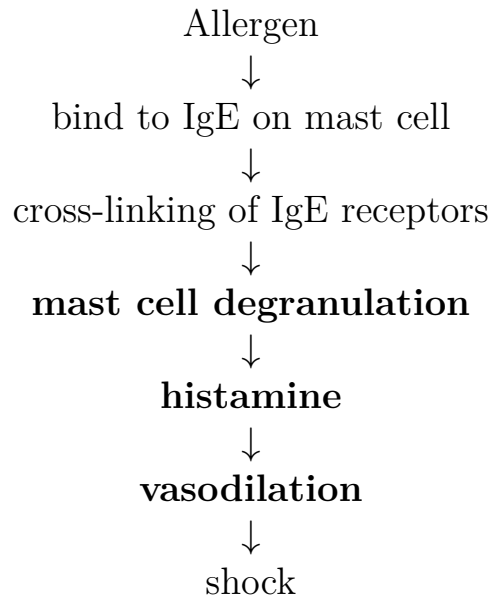 Allergen
↓
bind to IgE on mast cell
↓
cross-linking of IgE receptors
↓
mast cell degranulation
↓
histamine
↓
vasodilation
↓
shock